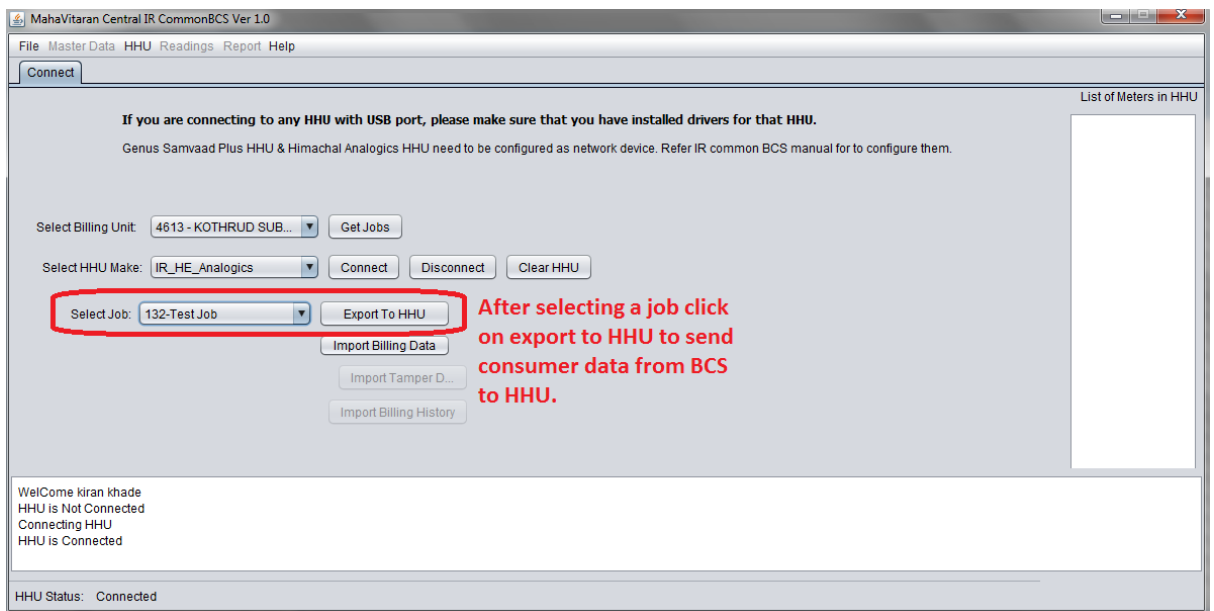 MahaVitaran Central IR CommonBCS Ver 1.0
File Master Data HHU Readings Report Help
Connect
List of Meters in HHU
If you are connecting to any HHU with USB port, please make sure that you have installed drivers for that HHU.
Genus Samvaad Plus HHU & Himachal Analogics HHU need to be configured as network device. Refer IR common BCS manual for to configure them.
Select Billing Unit: 4613 - KOTHRUD SUB... Get Jobs
Select HHU Make: IR_HE_Analogics Connect Disconnect Clear HHU
Select Job: 132-Test Job Export To HHU
After selecting a job click
on export to HHU to send
consumer data from BCS
to HHU.
Import Billing Data
Import Tamper D...
Import Billing History
WelCome kiran khade
HHU is Not Connected
Connecting HHU
HHU is Connected
HHU Status: Connected